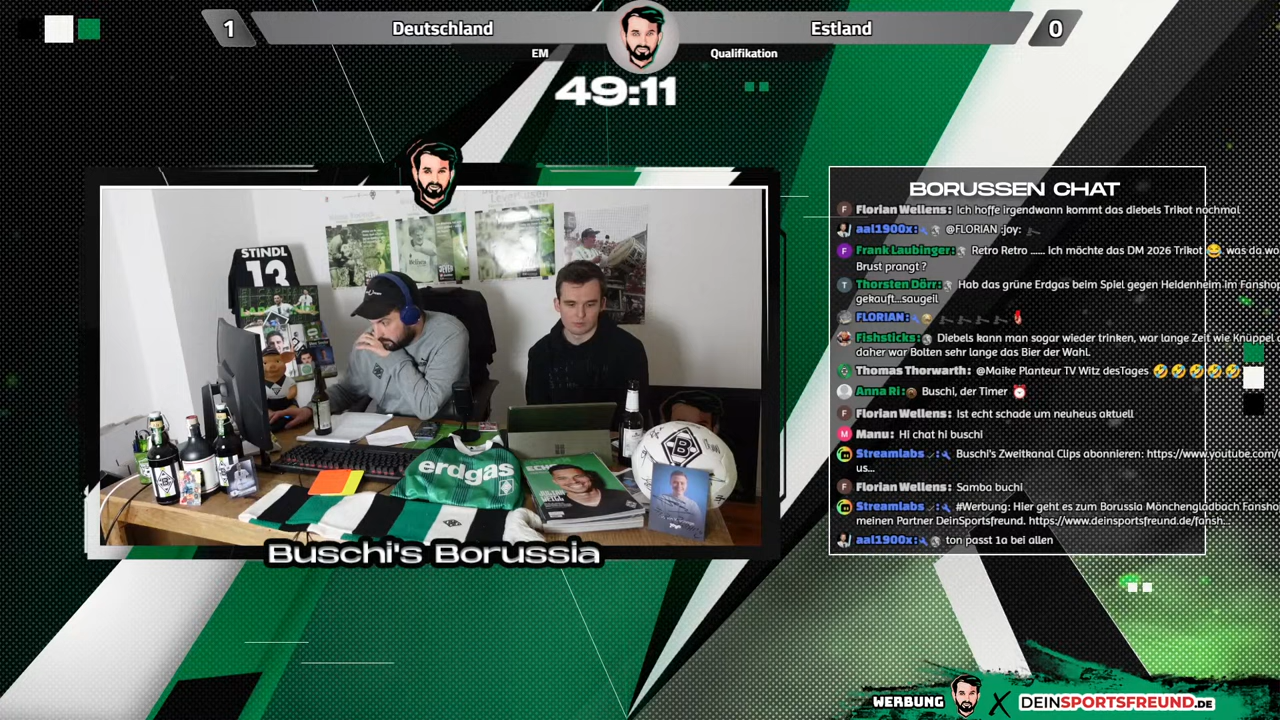 1
Deutschland
Estland
0
EM
Qualifikation
49:11
BORUSSEN CHAT
F Florian Wellens: Ich hoffe irgendwann kommt das diebels Trikot nochmal
aal1900x: @FLORIAN :joy:
F Frank Laubinger: Retro Retro ...... ich möchte das DM 2026 Trikot 😂 was da wo
Brust prangt ?
T Thorsten Dörr: Hab das grüne Erdgas beim Spiel gegen Heidenheim im Fanshop
gekauft...saugeil
FLORIAN:
Fishsticks: Diebels kann man sogar wieder trinken, war lange Zeit wie Knüppel a
daher war Bolten sehr lange das Bier der Wahl.
Thomas Thorwarth: @Maike Planteur TV Witz desTages 🤣🤣🤣🤣🤣
Anna Ri: Buschi, der Timer ⏰
F Florian Wellens: Ist echt schade um neuheus aktuell
M Manu: Hi chat hi buschi
Streamlabs: Buschi's Zweitkanal Clips abonnieren: https://www.youtube.com/
us...
F Florian Wellens: Samba buchi
Streamlabs: #Werbung: Hier geht es zum Borussia Mönchengladbach F
meinen Partner DeinSportsfreund. https://www.deinsportsfreund.de/fansh...
aal1900x: ton passt 1a bei allen
STINDL
13
erdgas
ECHO
Buschi's Borussia
WERBUNG X DEINSPORTSFREUND.DE